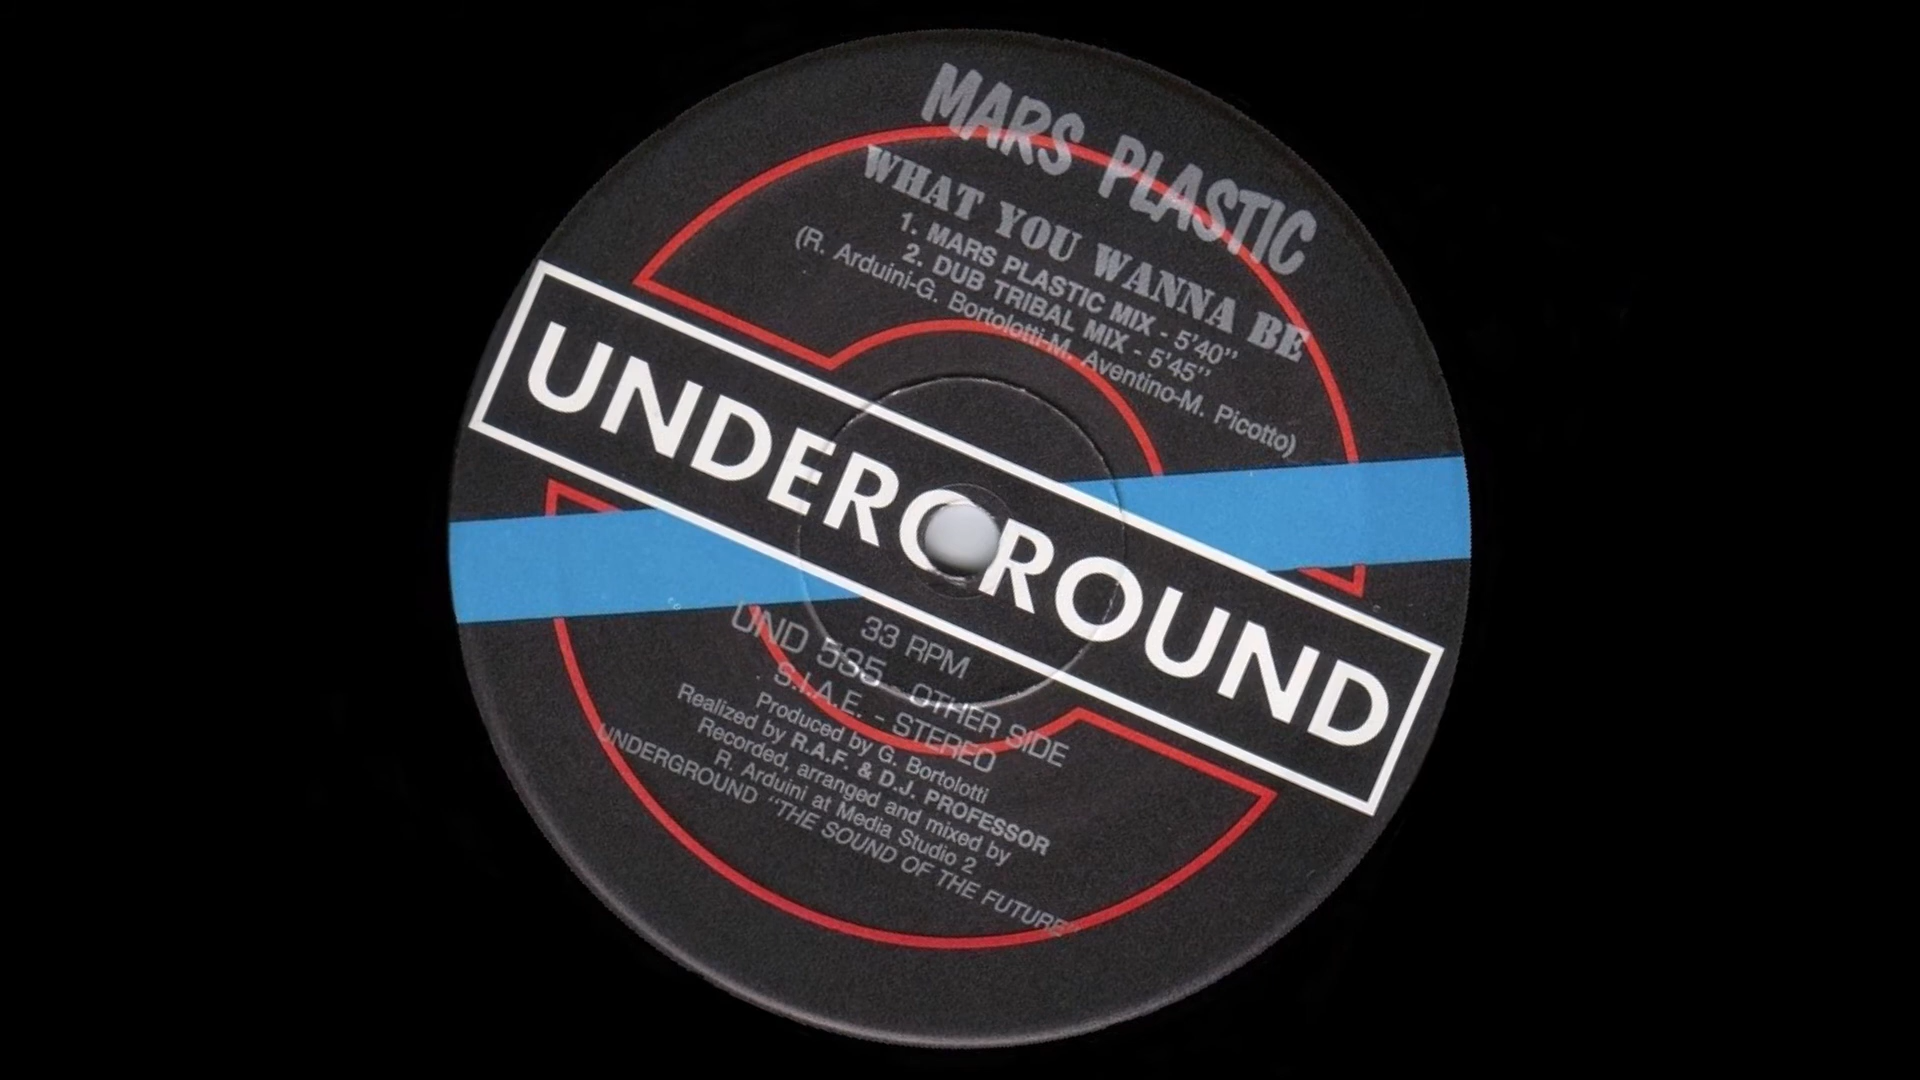 MARS PLASTIC
WHAT YOU WANNA BE
1. MARS PLASTIC MIX - 5'40''
2. DUB TRIBAL MIX - 5'45''
(R. Arduini-G. Bortolotti-M. Aventino-M. Picotto)
UNDERGROUND
33 RPM
UND 535 - OTHER SIDE
S.I.A.E. - STEREO
Produced by G. Bortolotti
Realized by R.A.F. & D.J. PROFESSOR
Recorded, arranged and mixed by
R. Arduini at Media Studio 2
UNDERGROUND "THE SOUND OF THE FUTURE"